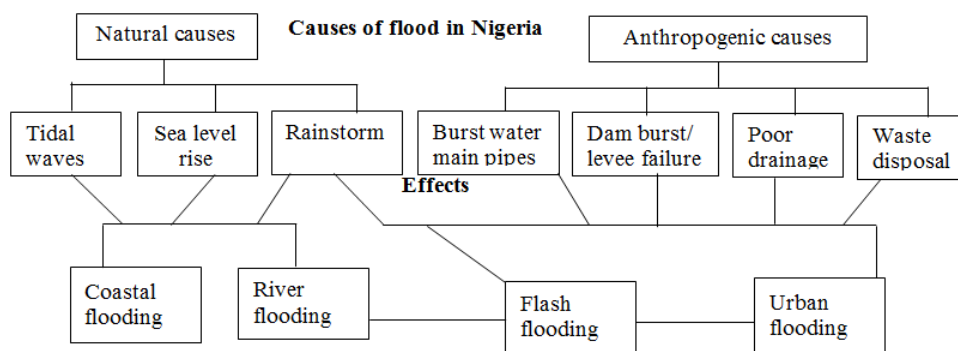 Causes of flood in Nigeria
Natural causes
Anthropogenic causes
Tidal
waves
Sea level
rise
Rainstorm
Burst water
main pipes
Dam burst/
levee failure
Poor
drainage
Waste
disposal
Effects
Coastal
flooding
River
flooding
Flash
flooding
Urban
flooding